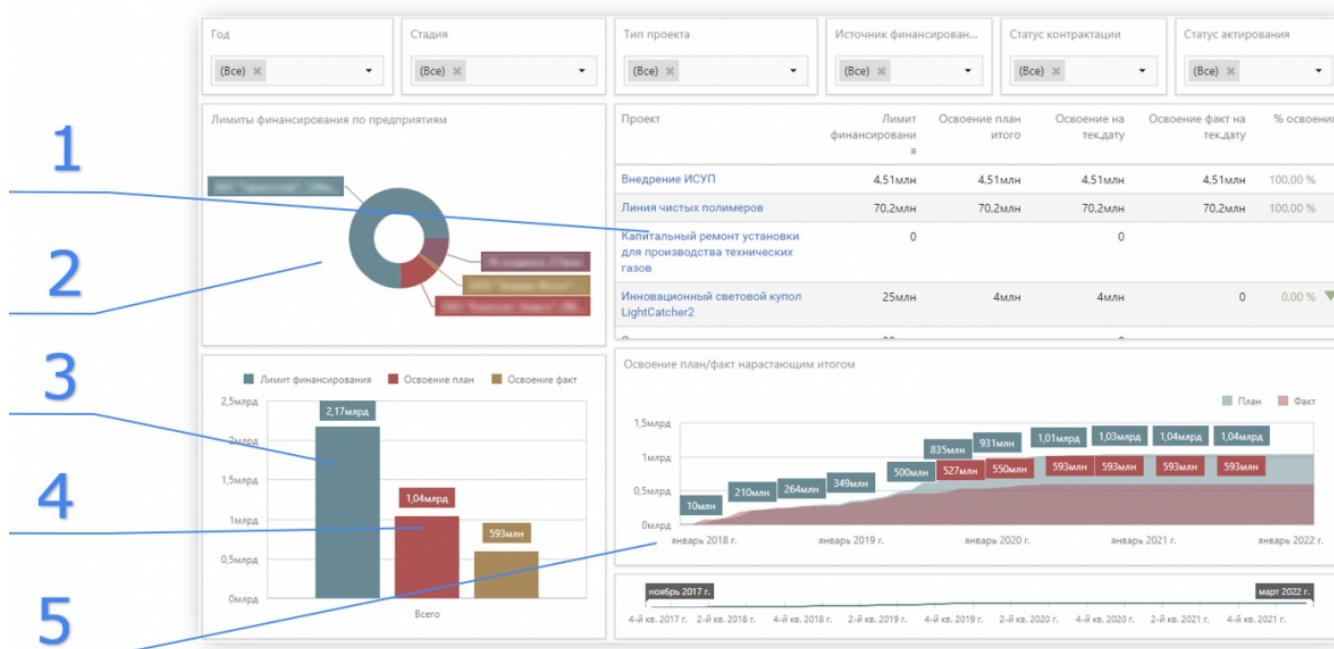 Год
Стадия
Тип проекта
Источник финансирован...
Статус контрактации
Статус актирования
(Все) ×
(Все) ×
(Все) ×
(Все) ×
(Все) ×
(Все) ×
1
2
3
4
5
Лимиты финансирования по предприятиям
Проект
Лимит
финансировани
я
Освоение план
итого
Освоение на
тек.дату
Освоение факт на
тек.дату
% освоения
Внедрение ИСУП 4,51млн 4,51млн 4,51млн 4,51млн 100,00 %
Линия чистых полимеров 70,2млн 70,2млн 70,2млн 70,2млн 100,00 %
Капитальный ремонт установки 0 0
для производства технических
газов
Инновационный световой купол 25млн 4млн 4млн 0 0,00 %
LightCatcher2
Лимит финансирования Освоение план Освоение факт
2,5млрд
2млрд
1,5млрд
1млрд
0,5млрд
0млрд
2,17млрд
1,04млрд
593млн
Всего
Освоение план/факт нарастающим итогом
План Факт
1,5млрд
1млрд
0,5млрд
0млрд
10млн 210млн 264млн 349млн 500млн 835млн 931млн 1,01млрд 1,03млрд 1,04млрд 1,04млрд
527млн 550млн 593млн 593млн 593млн 593млн
январь 2018 г. январь 2019 г. январь 2020 г. январь 2021 г. январь 2022 г.
ноябрь 2017 г. март 2022 г.
4-й кв. 2017 г. 2-й кв. 2018 г. 4-й кв. 2018 г. 2-й кв. 2019 г. 4-й кв. 2019 г. 2-й кв. 2020 г. 4-й кв. 2020 г. 2-й кв. 2021 г. 4-й кв. 2021 г.